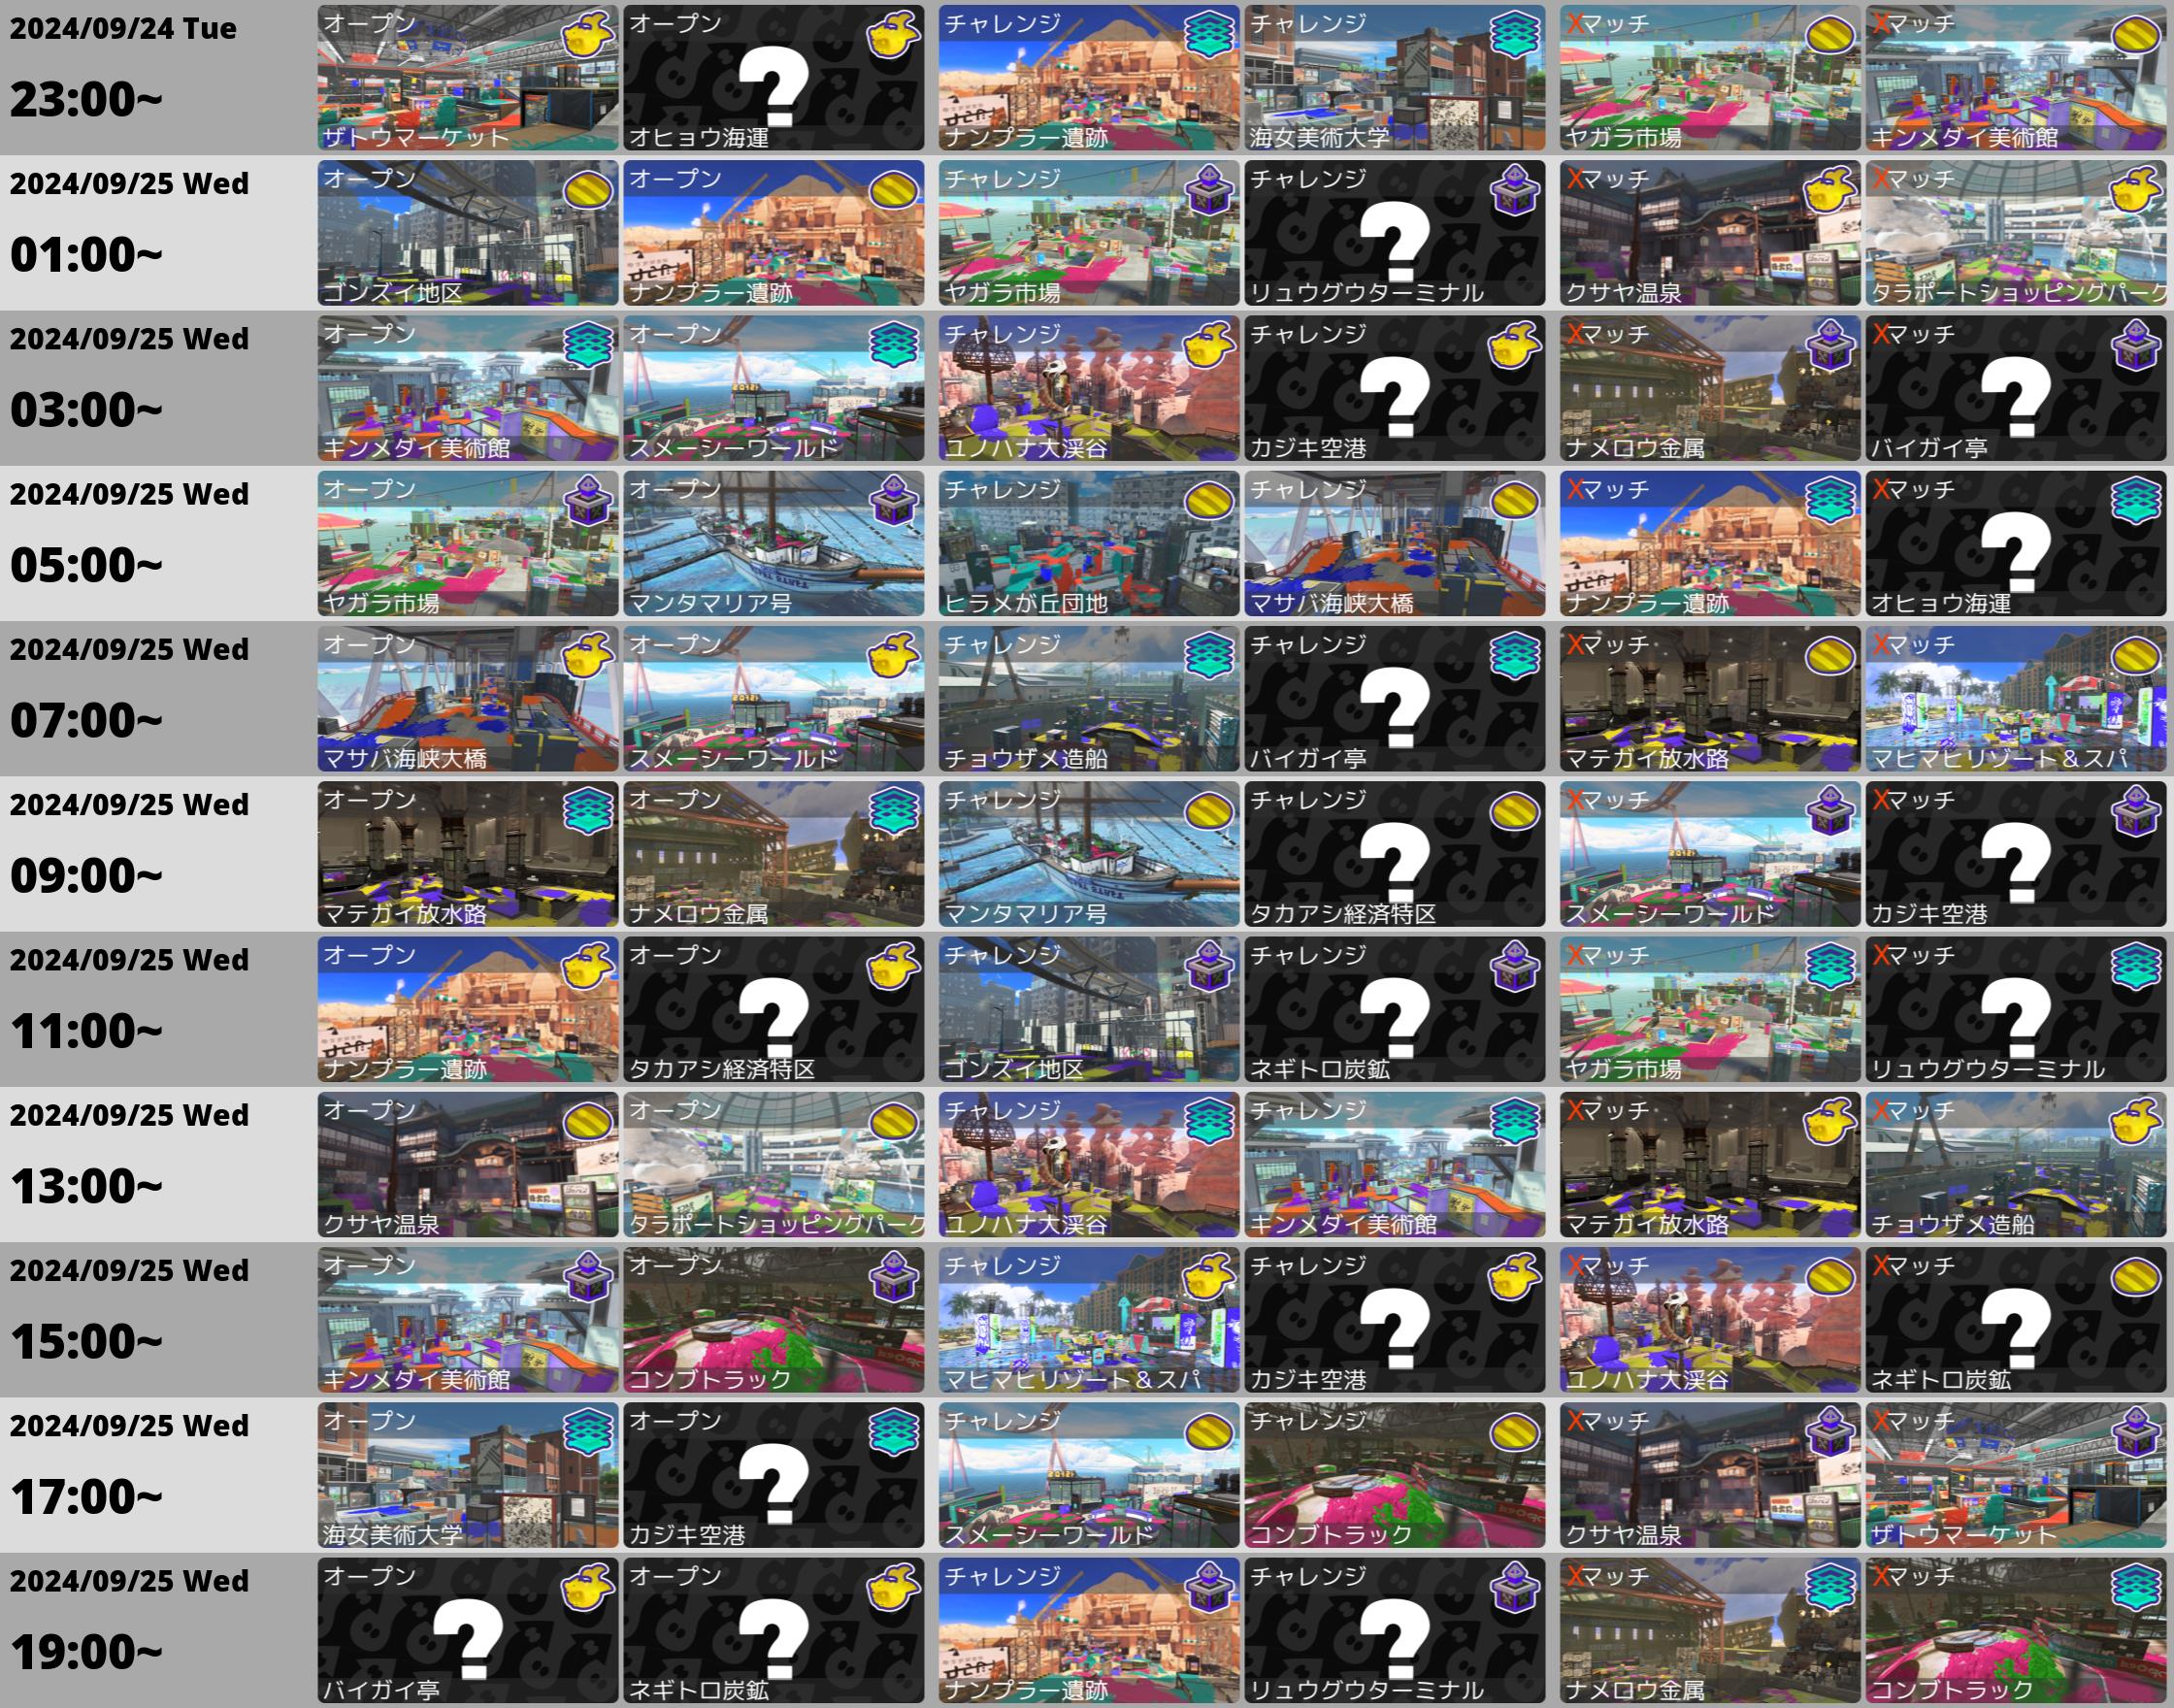 2024/09/24 Tue
23:00~
オープン オープン チャレンジ チャレンジ Xマッチ Xマッチ
ザトウマーケット オヒョウ海運 ナンプラー遺跡 海女美術大学 ヤガラ市場 キンメダイ美術館
2024/09/25 Wed
01:00~
オープン オープン チャレンジ チャレンジ Xマッチ Xマッチ
ゴンズイ地区 ナンプラー遺跡 ヤガラ市場 リュウグウターミナル クサヤ温泉 タラポートショッピングパーク
2024/09/25 Wed
03:00~
オープン オープン チャレンジ チャレンジ Xマッチ Xマッチ
キンメダイ美術館 スメーシーワールド ユノハナ大渓谷 カジキ空港 ナメロウ金属 バイガイ亭
2024/09/25 Wed
05:00~
オープン オープン チャレンジ チャレンジ Xマッチ Xマッチ
ヤガラ市場 マンタマリア号 ヒラメが丘団地 マサバ海峡大橋 ナンプラー遺跡 オヒョウ海運
2024/09/25 Wed
07:00~
オープン オープン チャレンジ チャレンジ Xマッチ Xマッチ
マサバ海峡大橋 スメーシーワールド チョウザメ造船 バイガイ亭 マテガイ放水路 マヒマヒリゾート&スパ
2024/09/25 Wed
09:00~
オープン オープン チャレンジ チャレンジ Xマッチ Xマッチ
マテガイ放水路 ナメロウ金属 マンタマリア号 タカアシ経済特区 スメーシーワールド カジキ空港
2024/09/25 Wed
11:00~
オープン オープン チャレンジ チャレンジ Xマッチ Xマッチ
ナンプラー遺跡 タカアシ経済特区 ゴンズイ地区 ネギトロ炭鉱 ヤガラ市場 リュウグウターミナル
2024/09/25 Wed
13:00~
オープン オープン チャレンジ チャレンジ Xマッチ Xマッチ
クサヤ温泉 タラポートショッピングパーク ユノハナ大渓谷 キンメダイ美術館 マテガイ放水路 チョウザメ造船
2024/09/25 Wed
15:00~
オープン オープン チャレンジ チャレンジ Xマッチ Xマッチ
キンメダイ美術館 コンブトラック マヒマヒリゾート&スパ カジキ空港 ユノハナ大渓谷 ネギトロ炭鉱
2024/09/25 Wed
17:00~
オープン オープン チャレンジ チャレンジ Xマッチ Xマッチ
海女美術大学 カジキ空港 スメーシーワールド コンブトラック クサヤ温泉 ザトウマーケット
2024/09/25 Wed
19:00~
オープン オープン チャレンジ チャレンジ Xマッチ Xマッチ
バイガイ亭 ネギトロ炭鉱 ナンプラー遺跡 リュウグウターミナル ナメロウ金属 コンブトラック